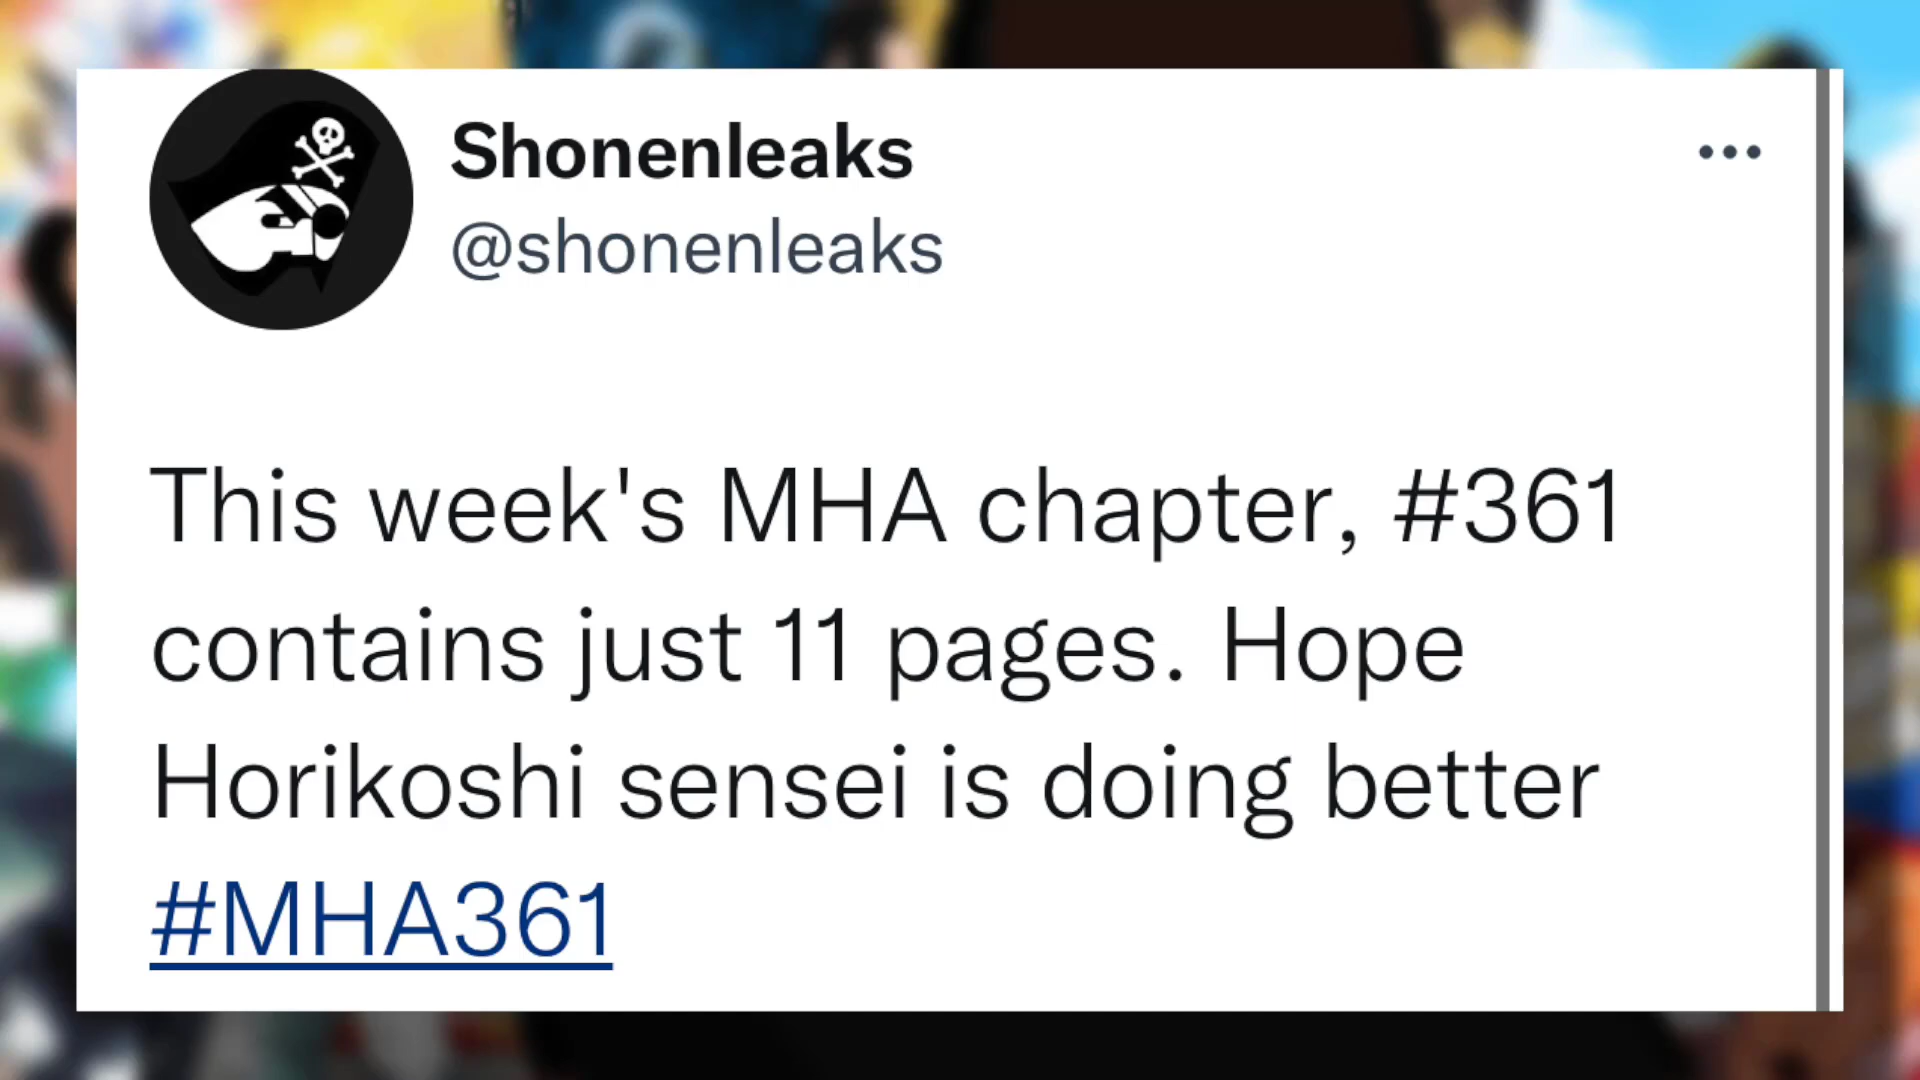 Shonenleaks
@shonenleaks
This week's MHA chapter, #361
contains just 11 pages. Hope
Horikoshi sensei is doing better
#MHA361